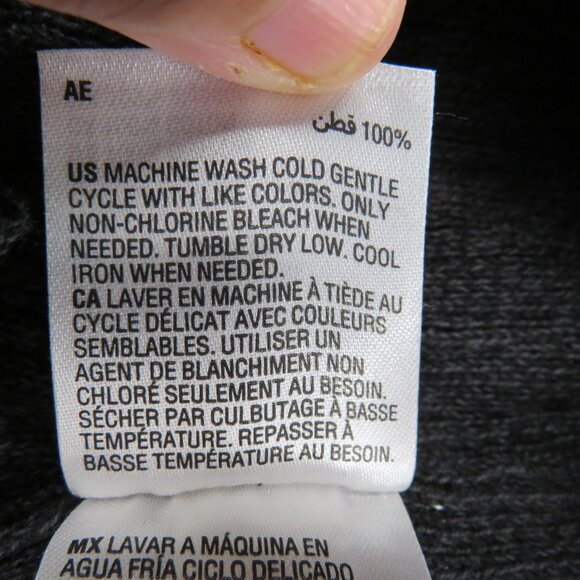 AE
100% قطن
US MACHINE WASH COLD GENTLE
CYCLE WITH LIKE COLORS. ONLY
NON-CHLORINE BLEACH WHEN
NEEDED. TUMBLE DRY LOW. COOL
IRON WHEN NEEDED.
CA LAVER EN MACHINE À TIÈDE AU
CYCLE DÉLICAT AVEC COULEURS
SEMBLABLES. UTILISER UN
AGENT DE BLANCHIMENT NON
CHLORÉ SEULEMENT AU BESOIN.
SÉCHER PAR CULBUTAGE À BASSE
TEMPÉRATURE. REPASSER À
BASSE TEMPÉRATURE AU BESOIN.
MX LAVAR A MÁQUINA EN
AGUA FRÍA CICLO DELICADO